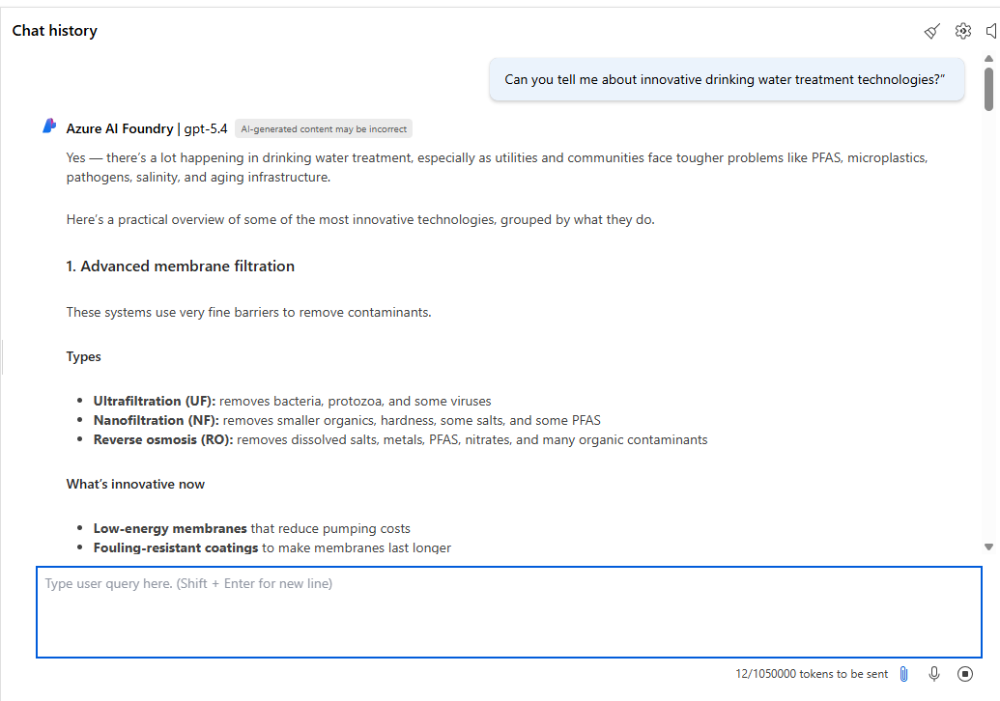 Chat history
Can you tell me about innovative drinking water treatment technologies?”
Azure AI Foundry | gpt-5.4 AI-generated content may be incorrect
Yes — there’s a lot happening in drinking water treatment, especially as utilities and communities face tougher problems like PFAS, microplastics,
pathogens, salinity, and aging infrastructure.
Here’s a practical overview of some of the most innovative technologies, grouped by what they do.
1. Advanced membrane filtration
These systems use very fine barriers to remove contaminants.
Types
• Ultrafiltration (UF): removes bacteria, protozoa, and some viruses
• Nanofiltration (NF): removes smaller organics, hardness, some salts, and some PFAS
• Reverse osmosis (RO): removes dissolved salts, metals, PFAS, nitrates, and many organic contaminants
What’s innovative now
• Low-energy membranes that reduce pumping costs
• Fouling-resistant coatings to make membranes last longer
Type user query here. (Shift + Enter for new line)
12/1050000 tokens to be sent